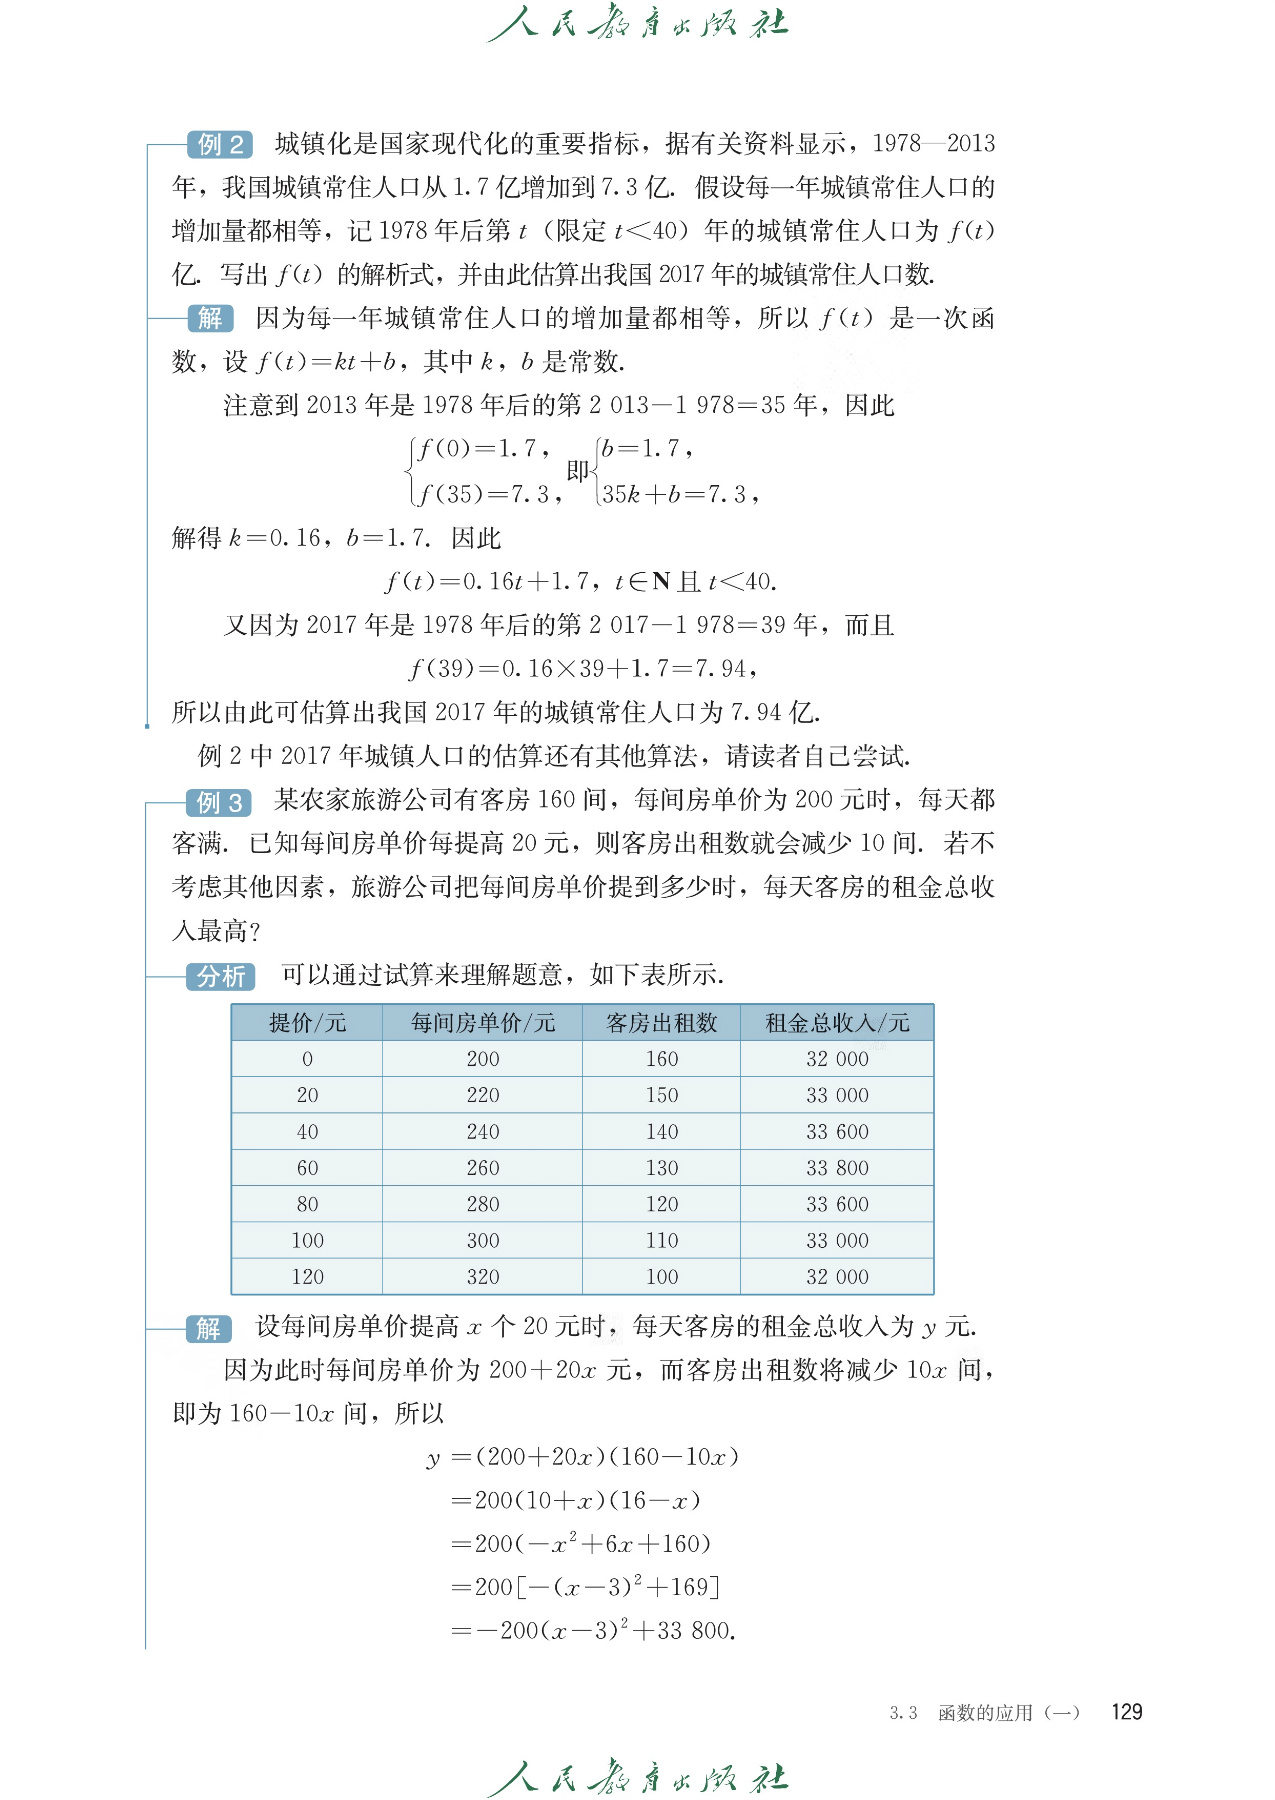 人民教育出版社
例 2 城镇化是国家现代化的重要指标，据有关资料显示，1978—2013
年，我国城镇常住人口从 1.7 亿增加到 7.3 亿. 假设每一年城镇常住人口的
增加量都相等，记 1978 年后第 t（限定 t＜40）年的城镇常住人口为 f(t)
亿. 写出 f(t) 的解析式，并由此估算出我国 2017 年的城镇常住人口数.
解 因为每一年城镇常住人口的增加量都相等，所以 f(t) 是一次函
数，设 f(t)=kt+b，其中 k，b 是常数.
注意到 2013 年是 1978 年后的第 2 013－1 978=35 年，因此
{f(0)=1.7， 即 {b=1.7，
f(35)=7.3， 35k+b=7.3，
解得 k=0.16，b=1.7. 因此
f(t)=0.16t+1.7，t∈N 且 t＜40.
又因为 2017 年是 1978 年后的第 2 017－1 978=39 年，而且
f(39)=0.16×39+1.7=7.94，
所以由此可估算出我国 2017 年的城镇常住人口为 7.94 亿.
例 2 中 2017 年城镇人口的估算还有其他算法，请读者自己尝试.
例 3 某农家旅游公司有客房 160 间，每间房单价为 200 元时，每天都
客满. 已知每间房单价每提高 20 元，则客房出租数就会减少 10 间. 若不
考虑其他因素，旅游公司把每间房单价提到多少时，每天客房的租金总收
入最高？
分析 可以通过试算来理解题意，如下表所示.
提价/元 每间房单价/元 客房出租数 租金总收入/元
0 200 160 32 000
20 220 150 33 000
40 240 140 33 600
60 260 130 33 800
80 280 120 33 600
100 300 110 33 000
120 320 100 32 000
解 设每间房单价提高 x 个 20 元时，每天客房的租金总收入为 y 元.
因为此时每间房单价为 200+20x 元，而客房出租数将减少 10x 间，
即为 160－10x 间，所以
y =(200+20x)(160－10x)
=200(10+x)(16－x)
=200(－x²+6x+160)
=200[－(x－3)²+169]
=－200(x－3)²+33 800.
3.3 函数的应用（一） 129
人民教育出版社